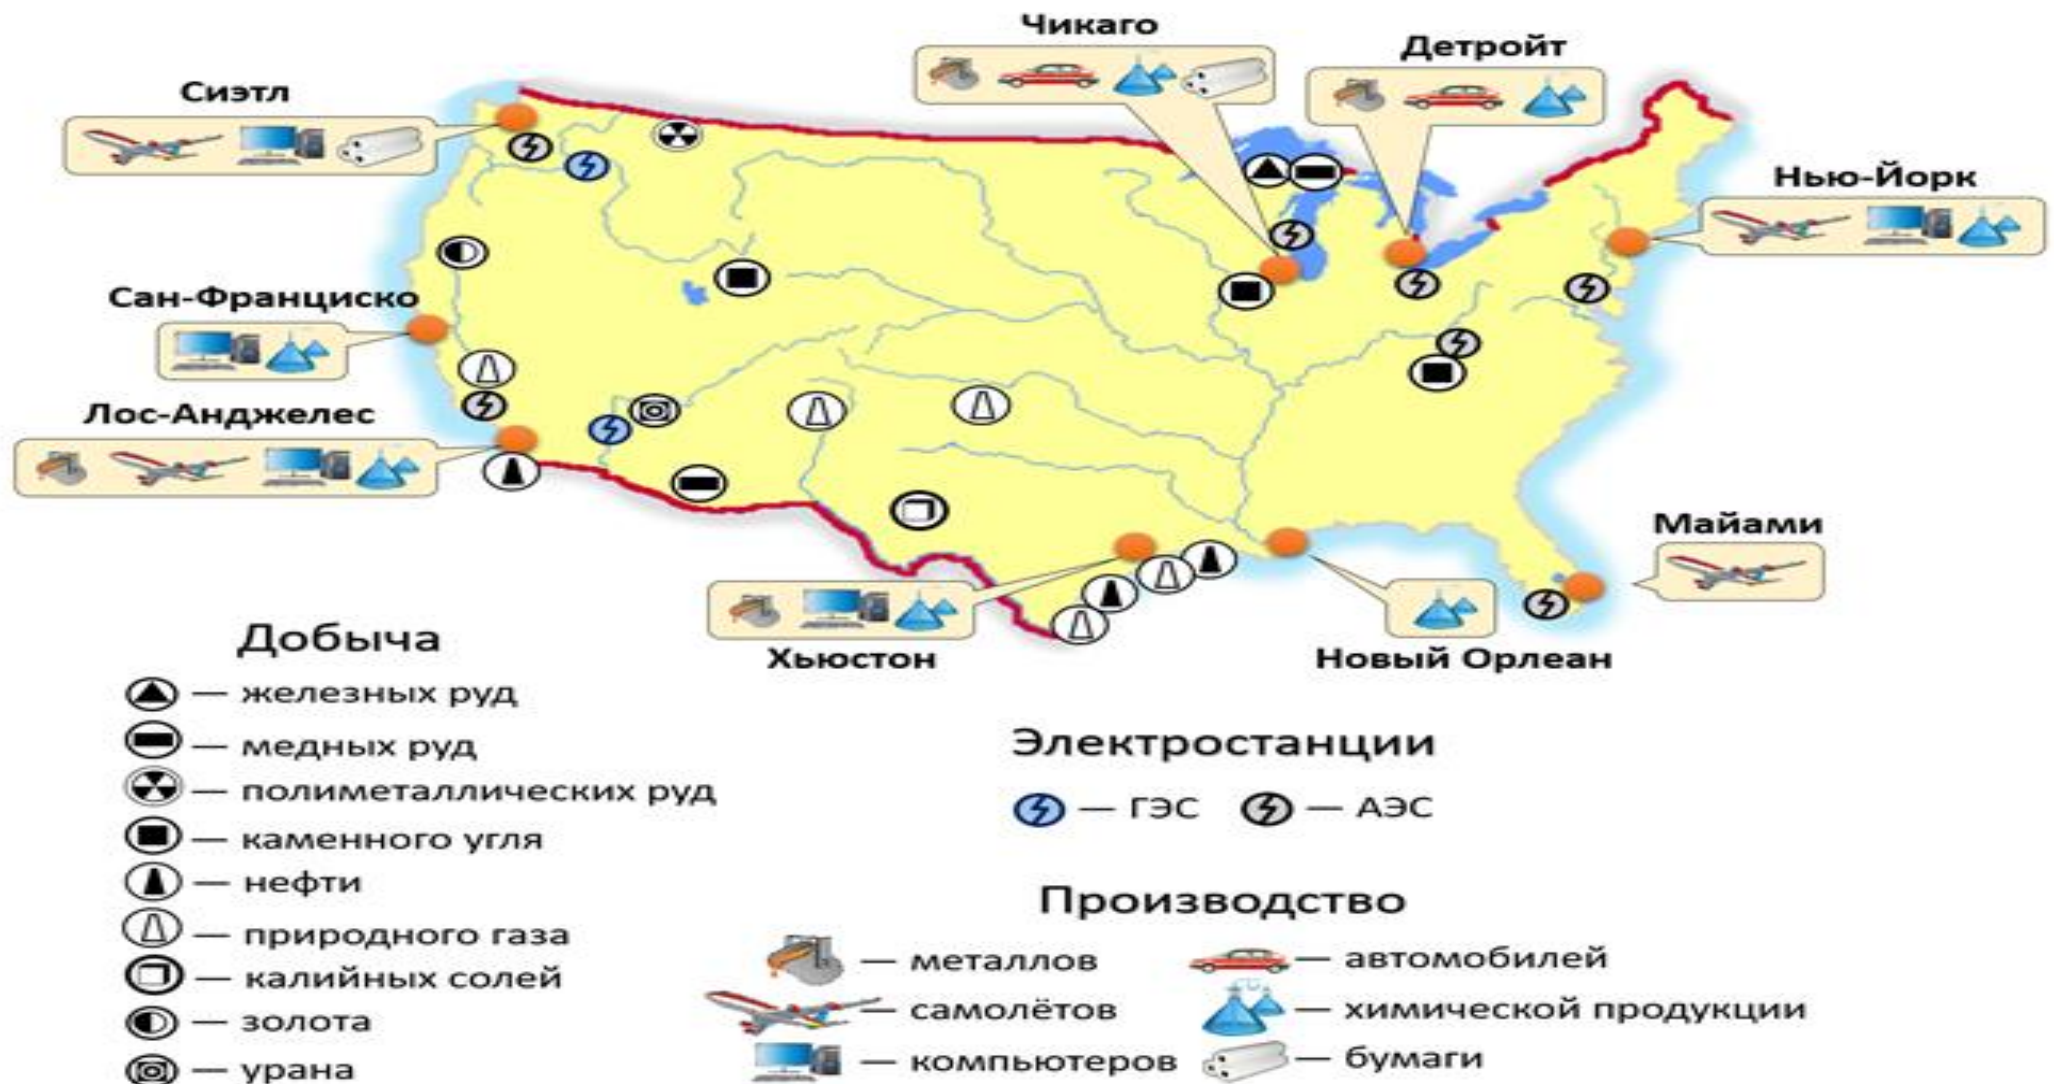 Чикаго
Детройт
Сиэтл
Нью-Йорк
Сан-Франциско
Лос-Анджелес
Майами
Хьюстон
Новый Орлеан
Добыча
— железных руд
— медных руд
— полиметаллических руд
— каменного угля
— нефти
— природного газа
— калийных солей
— золота
— урана
Электростанции
— ГЭС — АЭС
Производство
— металлов — автомобилей
— самолётов — химической продукции
— компьютеров — бумаги